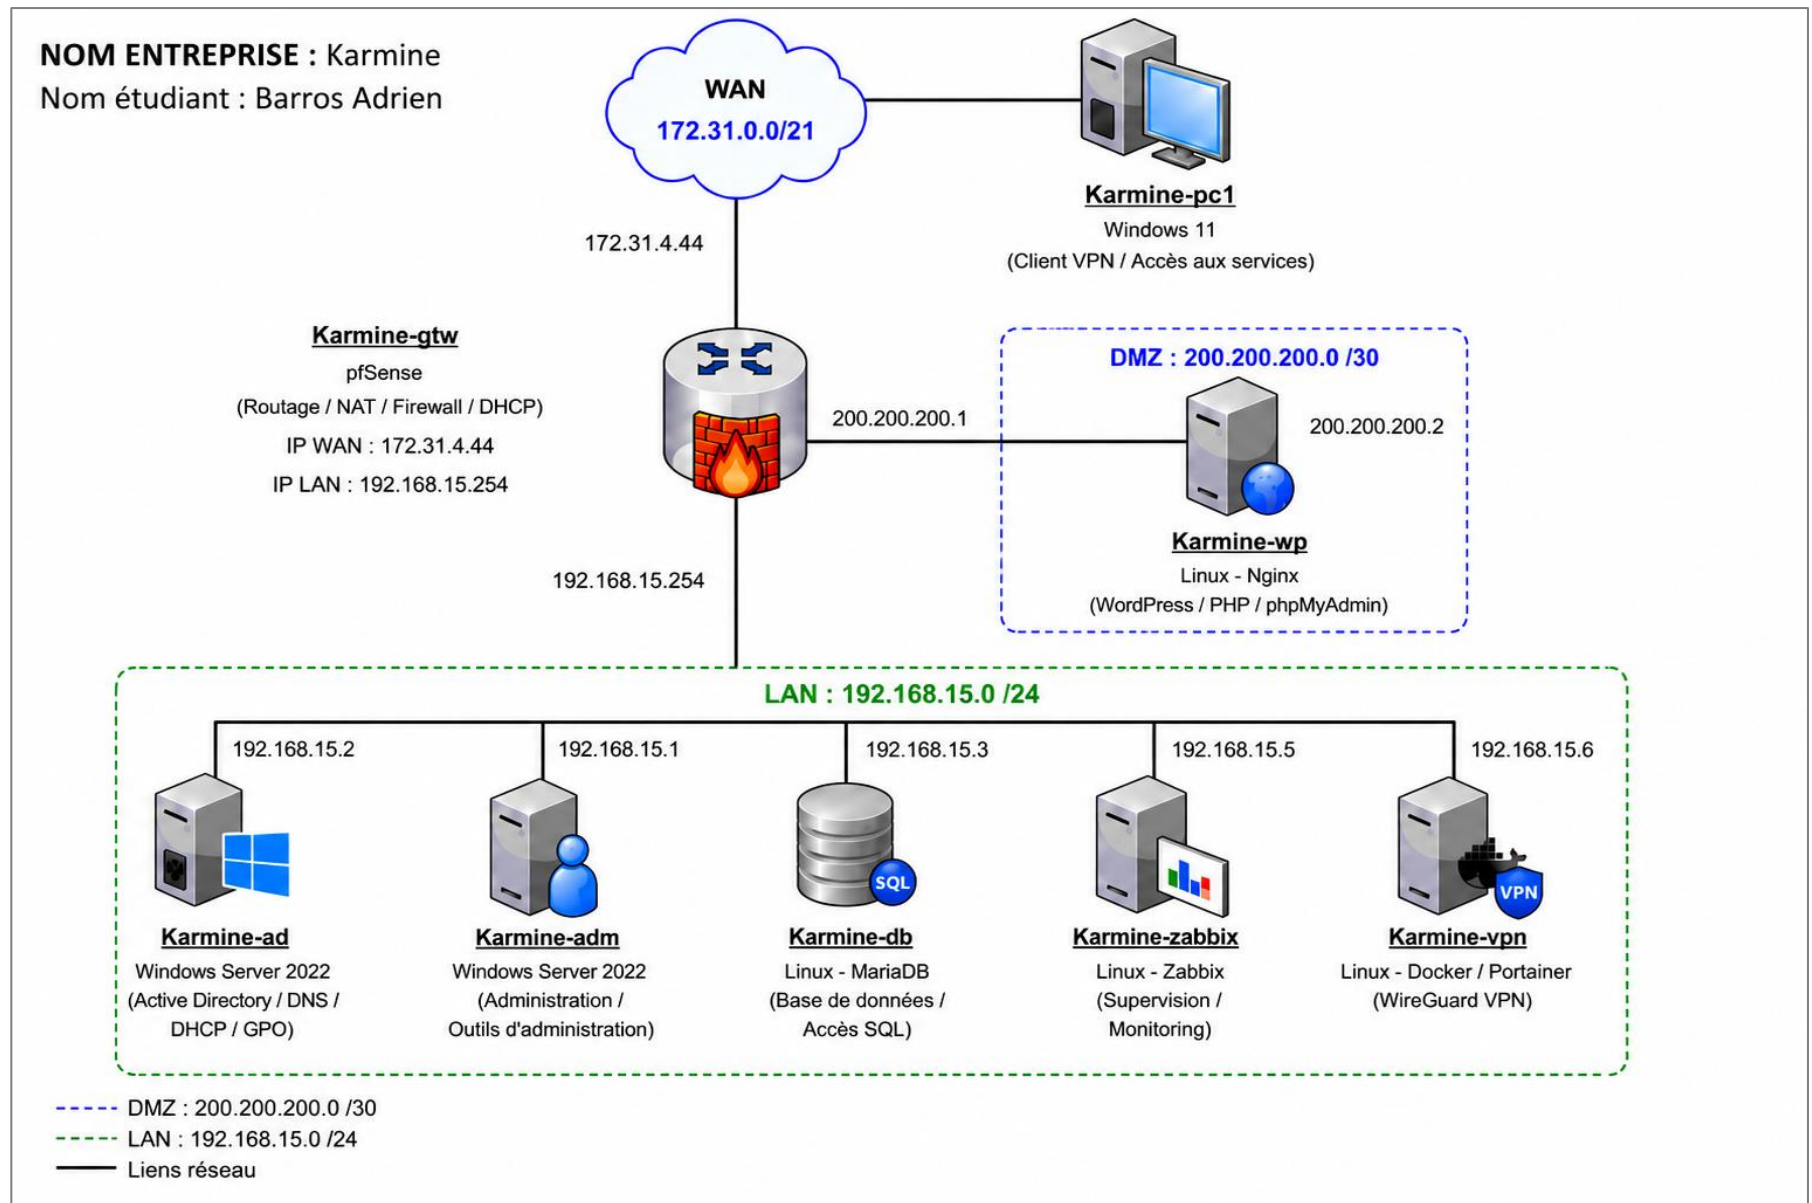 NOM ENTREPRISE : Karmine
Nom étudiant : Barros Adrien
WAN
172.31.0.0/21
Karmine-pc1
Windows 11
(Client VPN / Accès aux services)
172.31.4.44
Karmine-gtw
pfSense
(Routage / NAT / Firewall / DHCP)
IP WAN : 172.31.4.44
IP LAN : 192.168.15.254
DMZ : 200.200.200.0 /30
200.200.200.1
200.200.200.2
Karmine-wp
Linux - Nginx
(WordPress / PHP / phpMyAdmin)
192.168.15.254
LAN : 192.168.15.0 /24
192.168.15.2
192.168.15.1
192.168.15.3
192.168.15.5
192.168.15.6
SQL
VPN
Karmine-ad
Windows Server 2022
(Active Directory / DNS /
DHCP / GPO)
Karmine-adm
Windows Server 2022
(Administration /
Outils d'administration)
Karmine-db
Linux - MariaDB
(Base de données /
Accès SQL)
Karmine-zabbix
Linux - Zabbix
(Supervision /
Monitoring)
Karmine-vpn
Linux - Docker / Portainer
(WireGuard VPN)
DMZ : 200.200.200.0 /30
LAN : 192.168.15.0 /24
Liens réseau